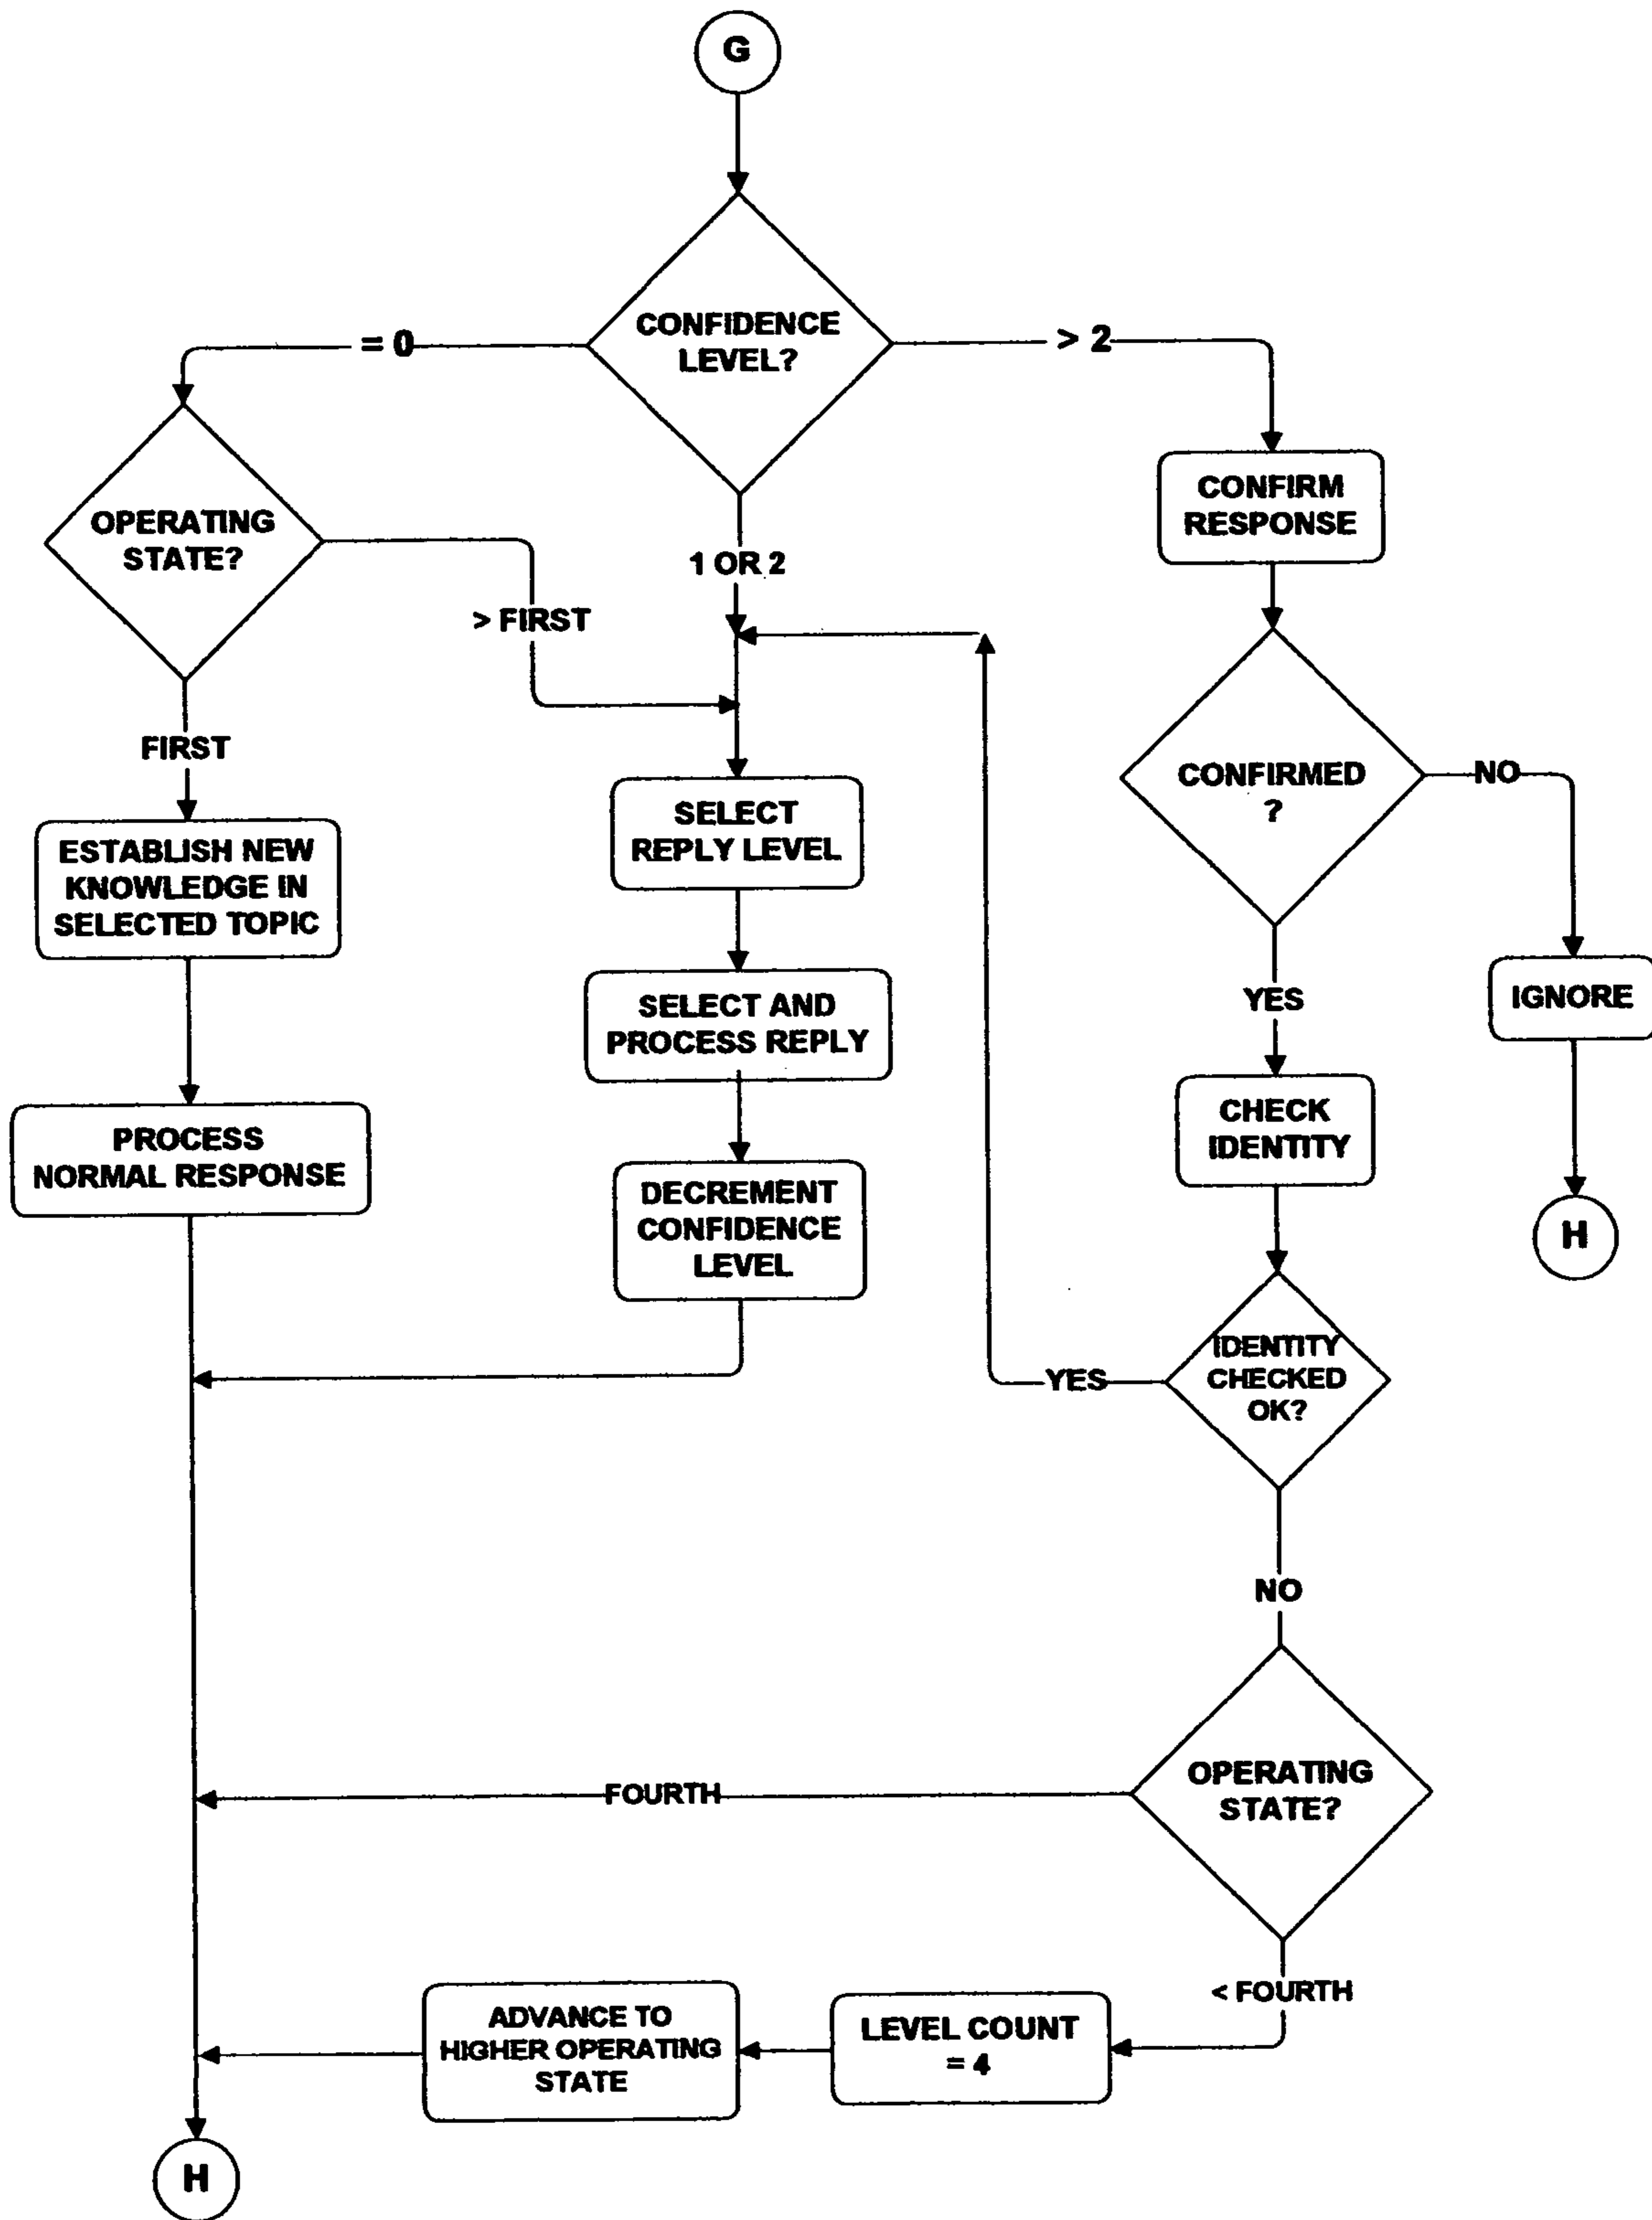 G
CONFIDENCE
LEVEL?
= 0
> 2
OPERATING
STATE?
1 OR 2
> FIRST
FIRST
CONFIRM
RESPONSE
CONFIRMED
?
NO
YES
IGNORE
H
ESTABLISH NEW
KNOWLEDGE IN
SELECTED TOPIC
SELECT
REPLY LEVEL
SELECT AND
PROCESS REPLY
PROCESS
NORMAL RESPONSE
DECREMENT
CONFIDENCE
LEVEL
CHECK
IDENTITY
IDENTITY
CHECKED
OK?
YES
NO
OPERATING
STATE?
FOURTH
< FOURTH
LEVEL COUNT
= 4
ADVANCE TO
HIGHER OPERATING
STATE
H